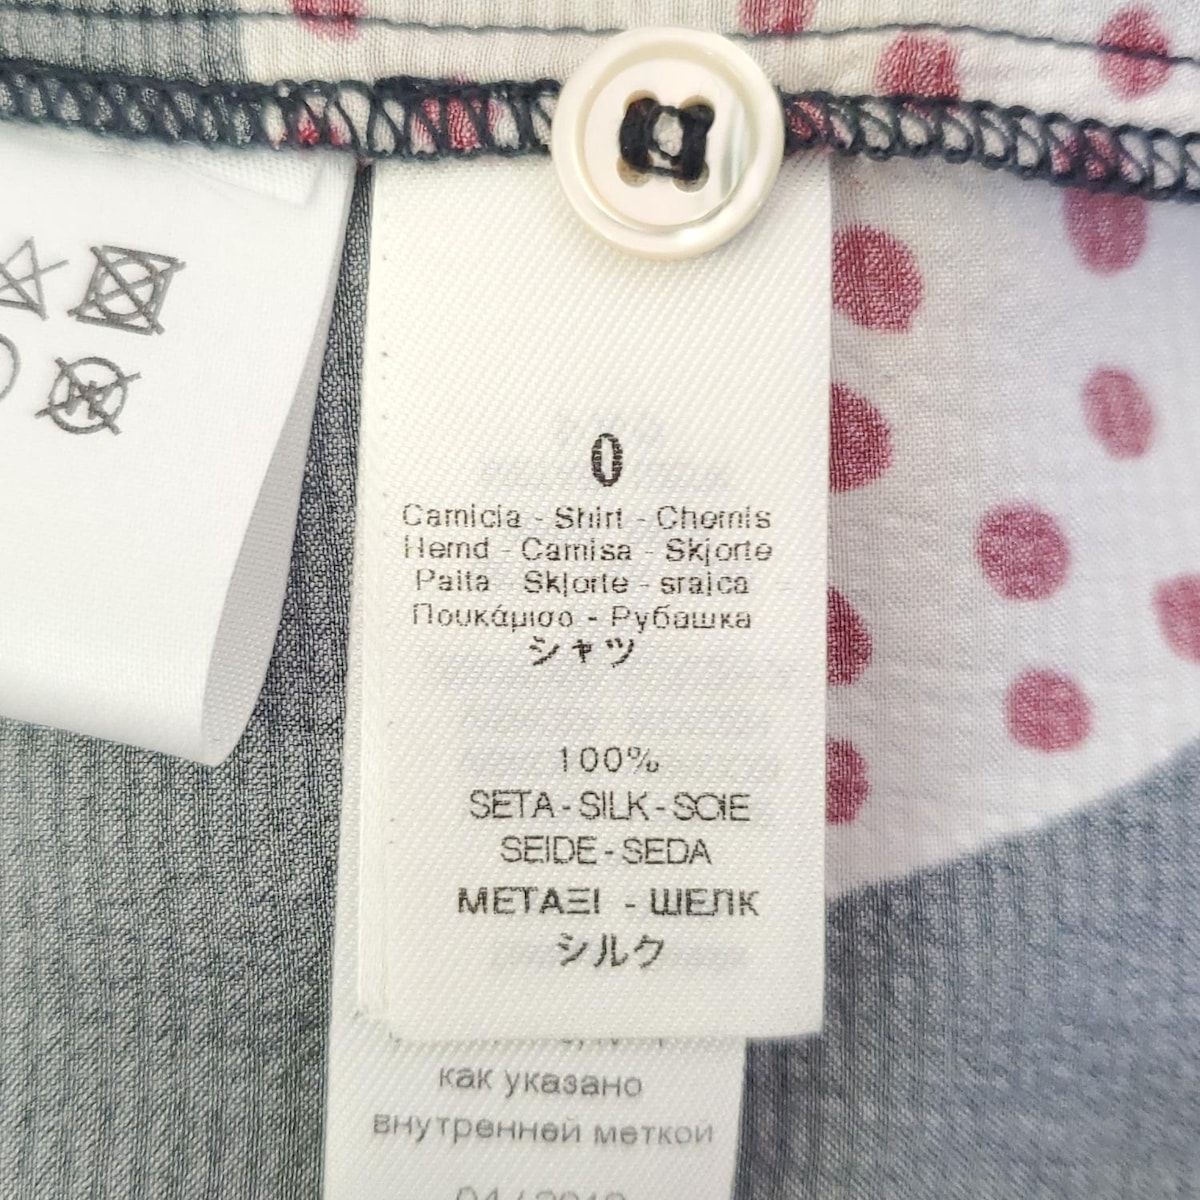 0
Camicia - Shirt - Chemis
Hemd - Camisa - Skjorte
Paita Skjorte - sraica
Πουκάμισο - Рубашка
シャツ
100%
SETA - SILK - SOIE
SEIDE - SEDA
ΜΕΤΑΞΙ - ШЕЛК
シルク
как указано
внутренней меткой